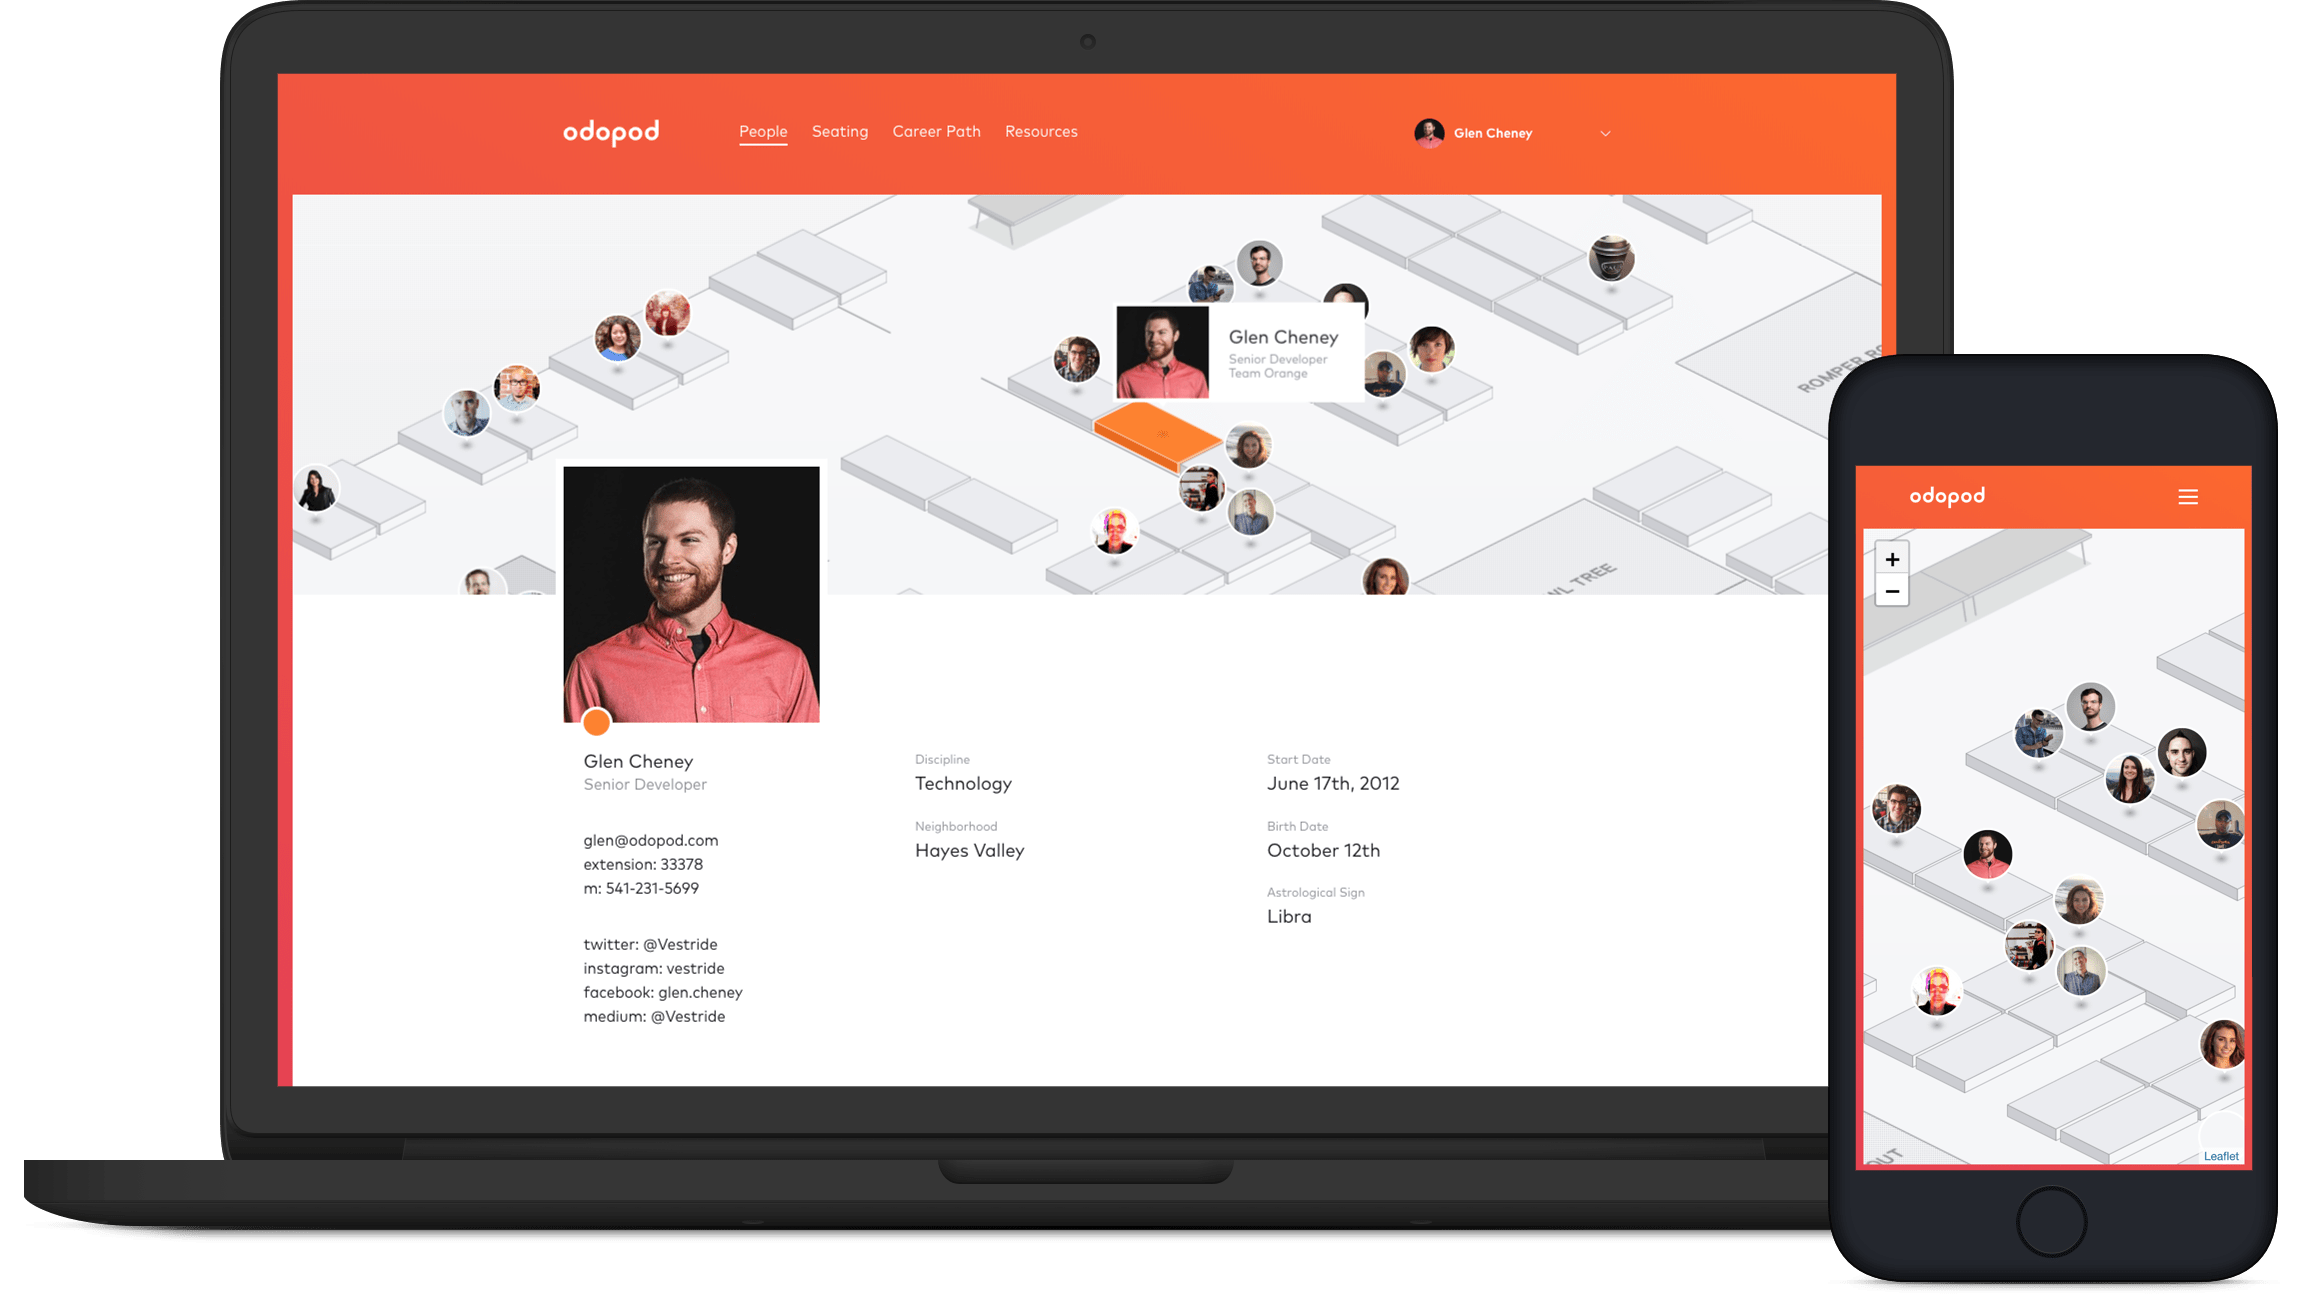 odopod
People
Seating
Career Path
Resources
Glen Cheney
Glen Cheney
Senior Developer
Team Orange
ROMPER
TREE
Glen Cheney
Senior Developer
glen@odopod.com
extension: 33378
m: 541-231-5699
twitter: @Vestride
instagram: vestride
facebook: glen.cheney
medium: @Vestride
Discipline
Technology
Neighborhood
Hayes Valley
Start Date
June 17th, 2012
Birth Date
October 12th
Astrological Sign
Libra
odopod
+
−
OUT
Leaflet